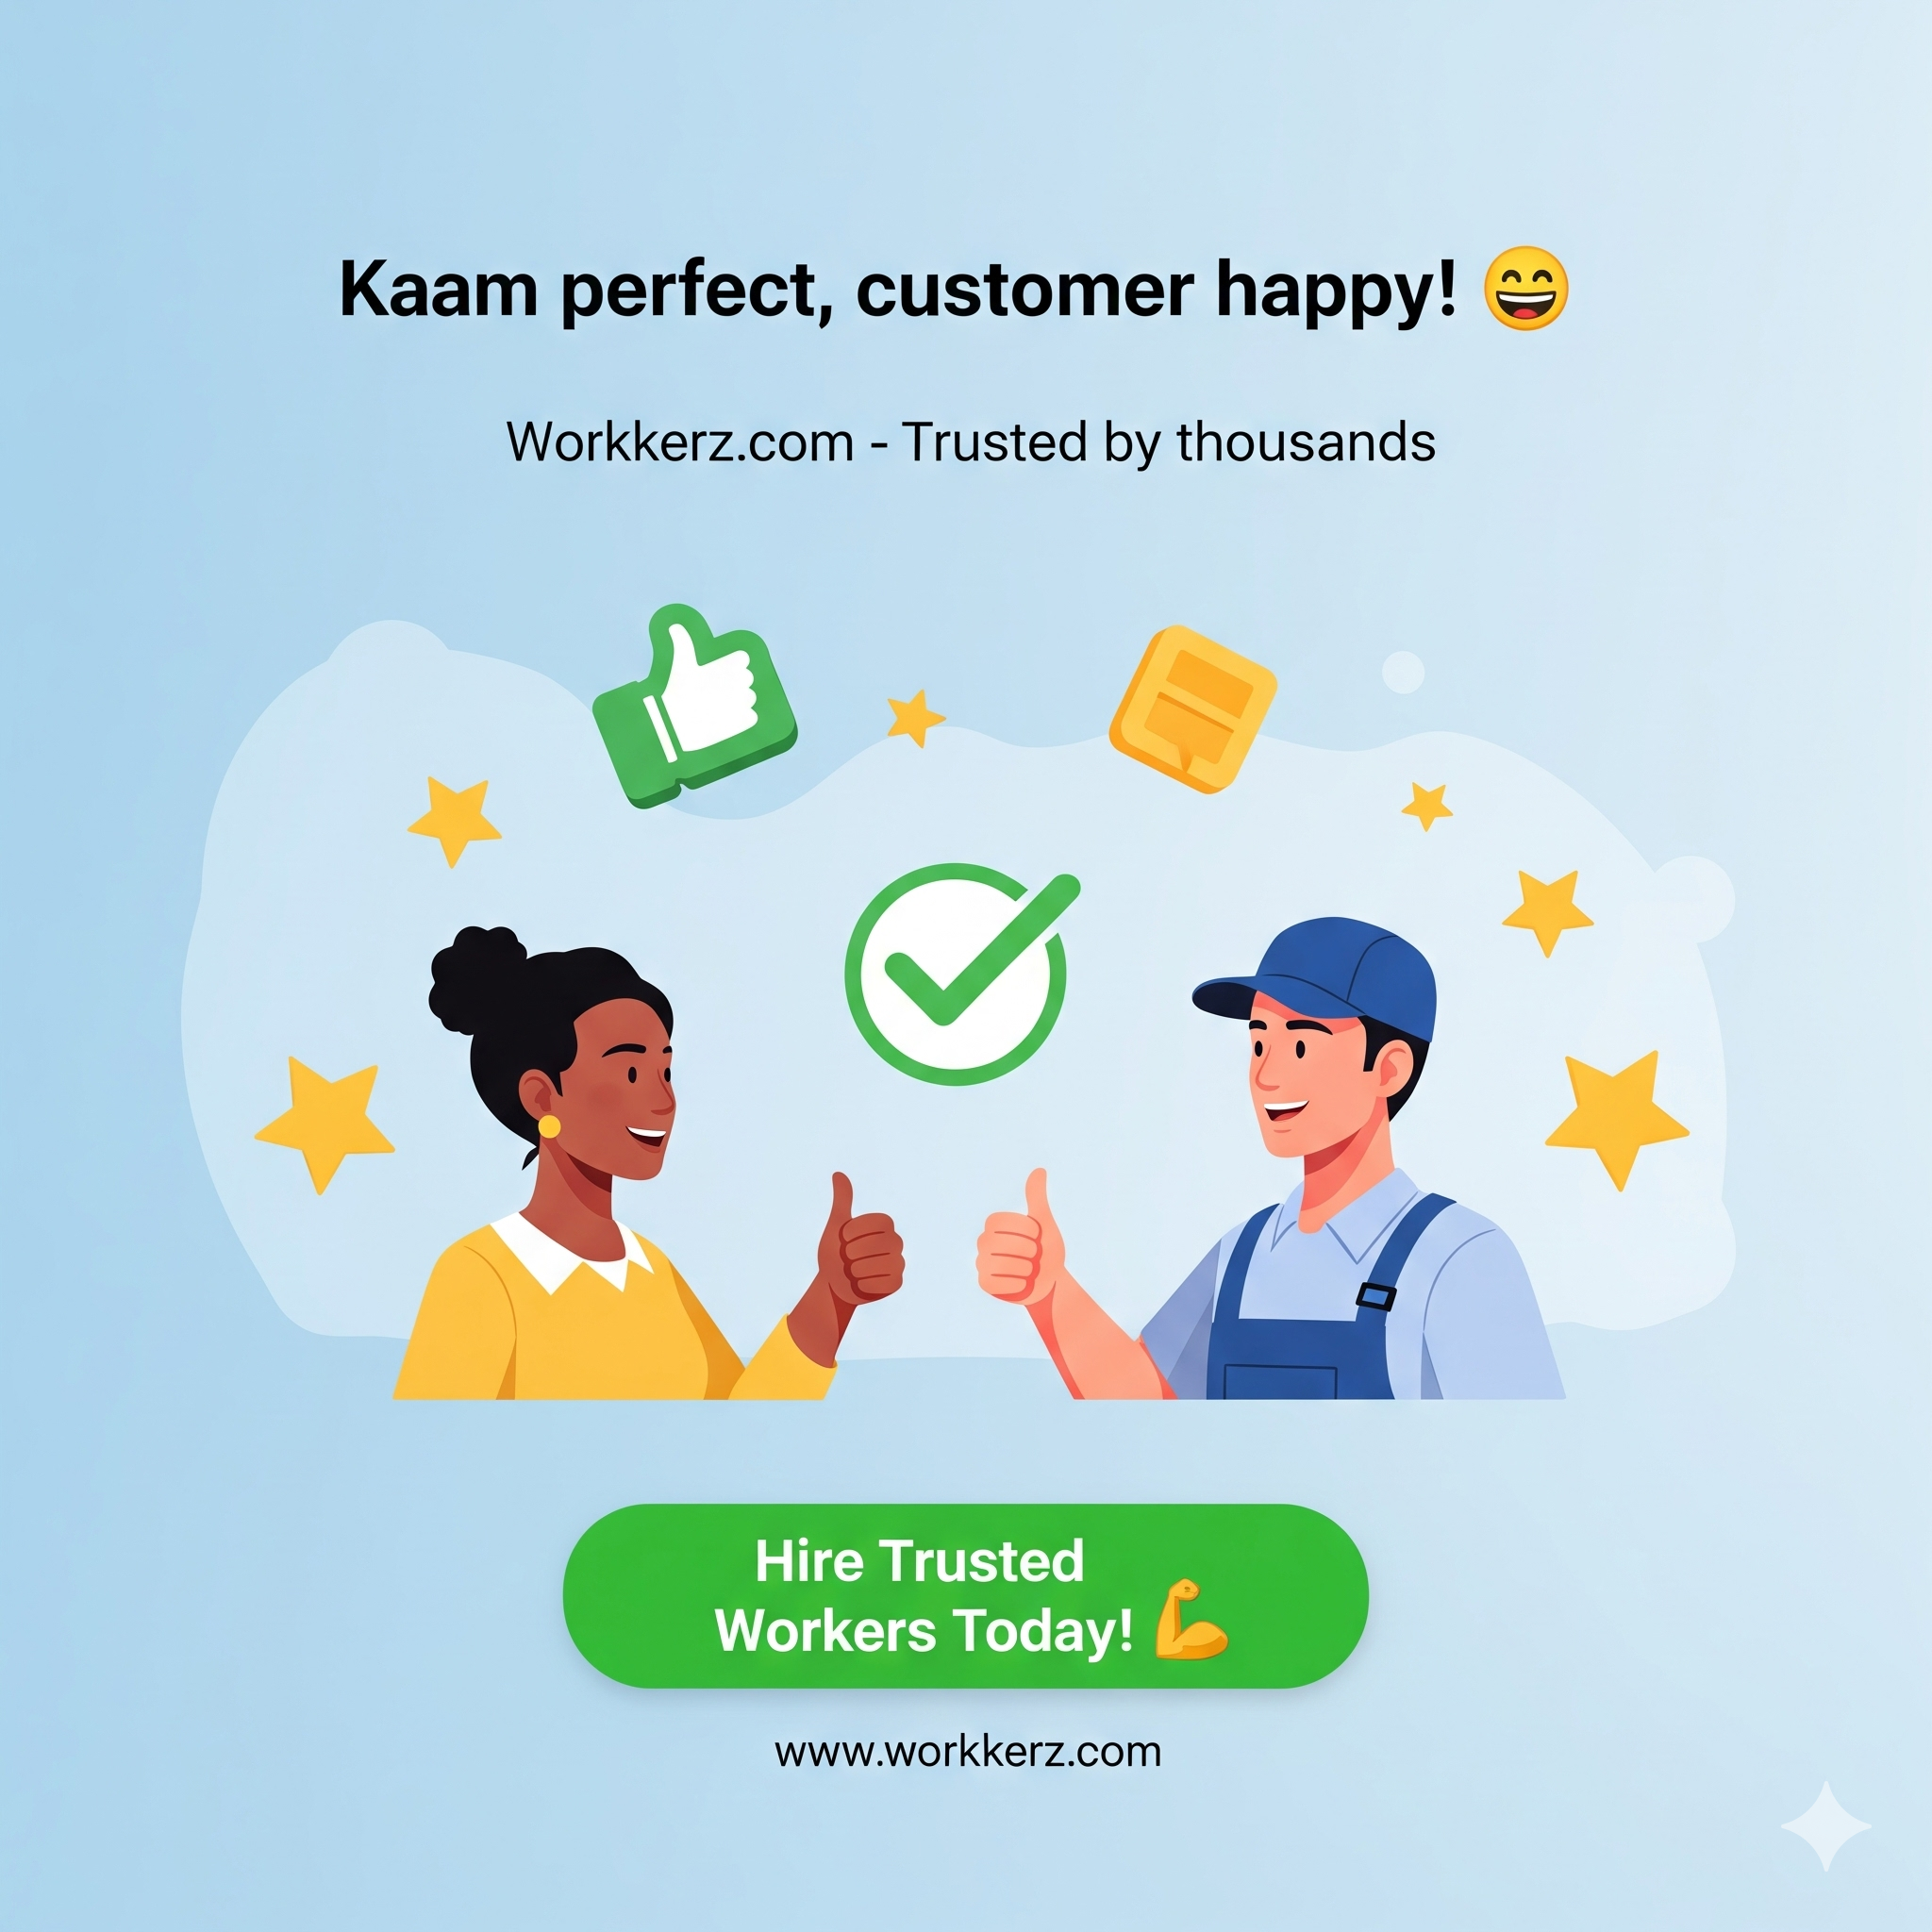 Kaam perfect, customer happy! 😄
Workkerz.com - Trusted by thousands
Hire Trusted
Workers Today! 💪
www.workkerz.com